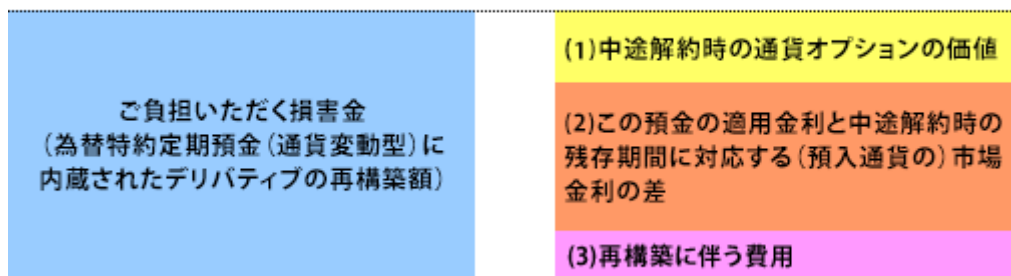 ご負担いただく損害金
（為替特約定期預金（通貨変動型）に
内蔵されたデリバティブの再構築額）
(1)中途解約時の通貨オプションの価値
(2)この預金の適用金利と中途解約時の
残存期間に対応する（預入通貨の）市場
金利の差
(3)再構築に伴う費用